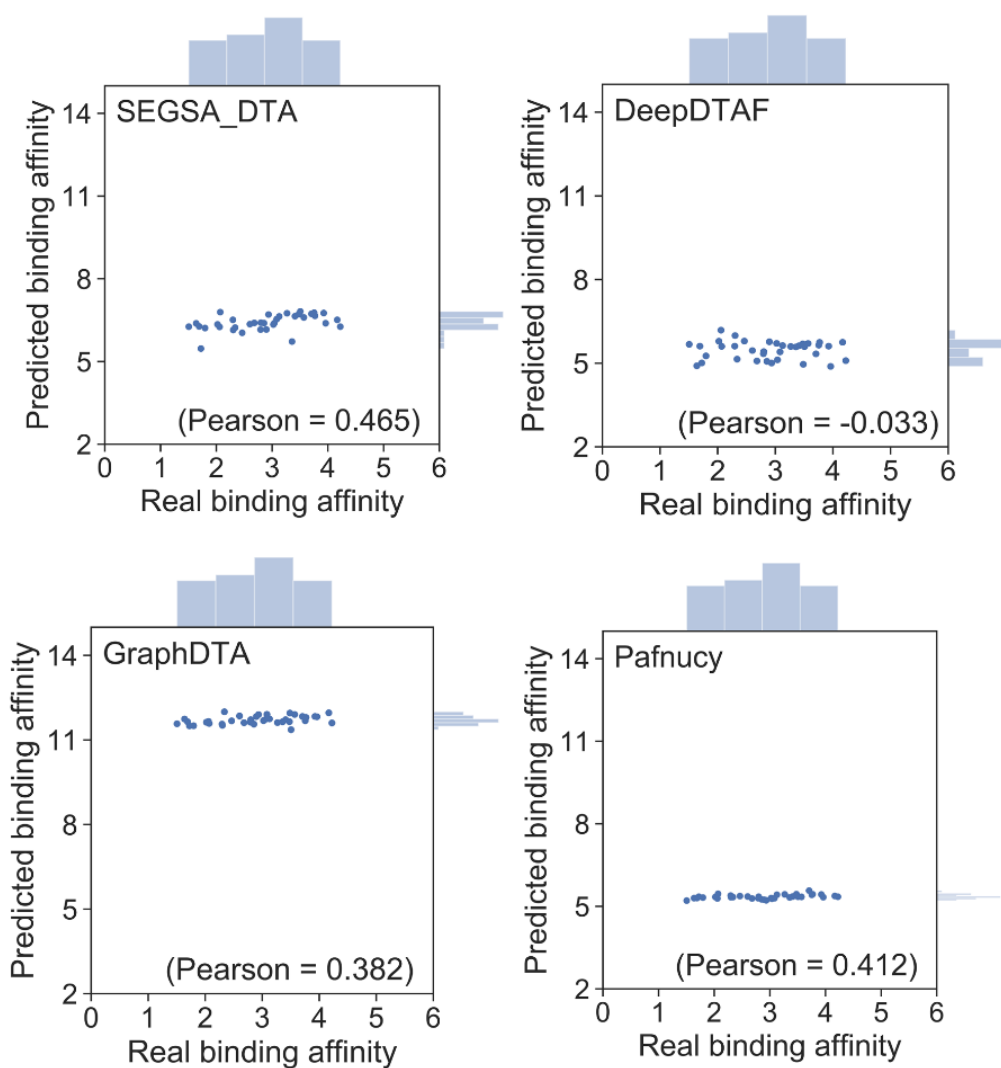 SEGSA_DTA
Predicted binding affinity
14
11
8
5
2
(Pearson = 0.465)
0 1 2 3 4 5 6
Real binding affinity
DeepDTAF
Predicted binding affinity
14
11
8
5
2
(Pearson = -0.033)
0 1 2 3 4 5 6
Real binding affinity
GraphDTA
Predicted binding affinity
14
11
8
5
2
(Pearson = 0.382)
0 1 2 3 4 5 6
Real binding affinity
Pafnucy
Predicted binding affinity
14
11
8
5
2
(Pearson = 0.412)
0 1 2 3 4 5 6
Real binding affinity